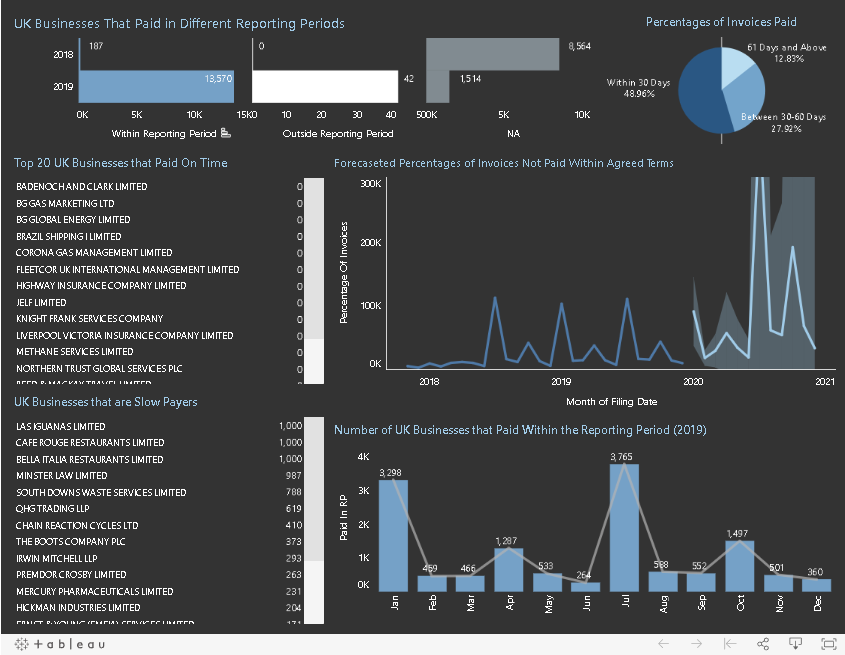 UK Businesses That Paid in Different Reporting Periods
2018
187
0
8,564
2019
13,570
42
1,514
0K 5K 10K 15K
0 10 20 30 40 50
0K 5K 10K
Within Reporting Period
Outside Reporting Period
NA
Percentages of Invoices Paid
61 Days and Above
12.83%
Within 30 Days
48.96%
Between 30-60 Days
27.92%
Top 20 UK Businesses that Paid On Time
BADENOCH AND CLARK LIMITED 0
BG GAS MARKETING LTD 0
BG GLOBAL ENERGY LIMITED 0
BRAZIL SHIPPING I LIMITED 0
CORONA GAS MANAGEMENT LIMITED 0
FLEETCOR UK INTERNATIONAL MANAGEMENT LIMITED 0
HIGHWAY INSURANCE COMPANY LIMITED 0
JELF LIMITED 0
KNIGHT FRANK SERVICES COMPANY 0
LIVERPOOL VICTORIA INSURANCE COMPANY LIMITED 0
METHANE SERVICES LIMITED 0
NORTHERN TRUST GLOBAL SERVICES PLC 0
REED & MACKAY TRAVEL LIMITED 0
Forecaseted Percentages of Invoices Not Paid Within Agreed Terms
Percentage Of Invoices
300K
200K
100K
0K
2018 2019 2020 2021
Month of Filing Date
UK Businesses that are Slow Payers
LAS IGUANAS LIMITED 1,000
CAFE ROUGE RESTAURANTS LIMITED 1,000
BELLA ITALIA RESTAURANTS LIMITED 1,000
MINSTER LAW LIMITED 987
SOUTH DOWNS WASTE SERVICES LIMITED 788
QHG TRADING LLP 619
CHAIN REACTION CYCLES LTD 410
THE BOOTS COMPANY PLC 373
IRWIN MITCHELL LLP 293
PREMDOR CROSBY LIMITED 263
MERCURY PHARMACEUTICALS LIMITED 231
HICKMAN INDUSTRIES LIMITED 204
ERNST & YOUNG (EMEIA) SERVICES LIMITED 171
Number of UK Businesses that Paid Within the Reporting Period (2019)
Paid In RP
4K
3K
2K
1K
0K
3,298 459 466 1,287 533 264 3,765 588 552 1,497 501 360
Jan Feb Mar Apr May Jun Jul Aug Sep Oct Nov Dec
+ a b l e a u